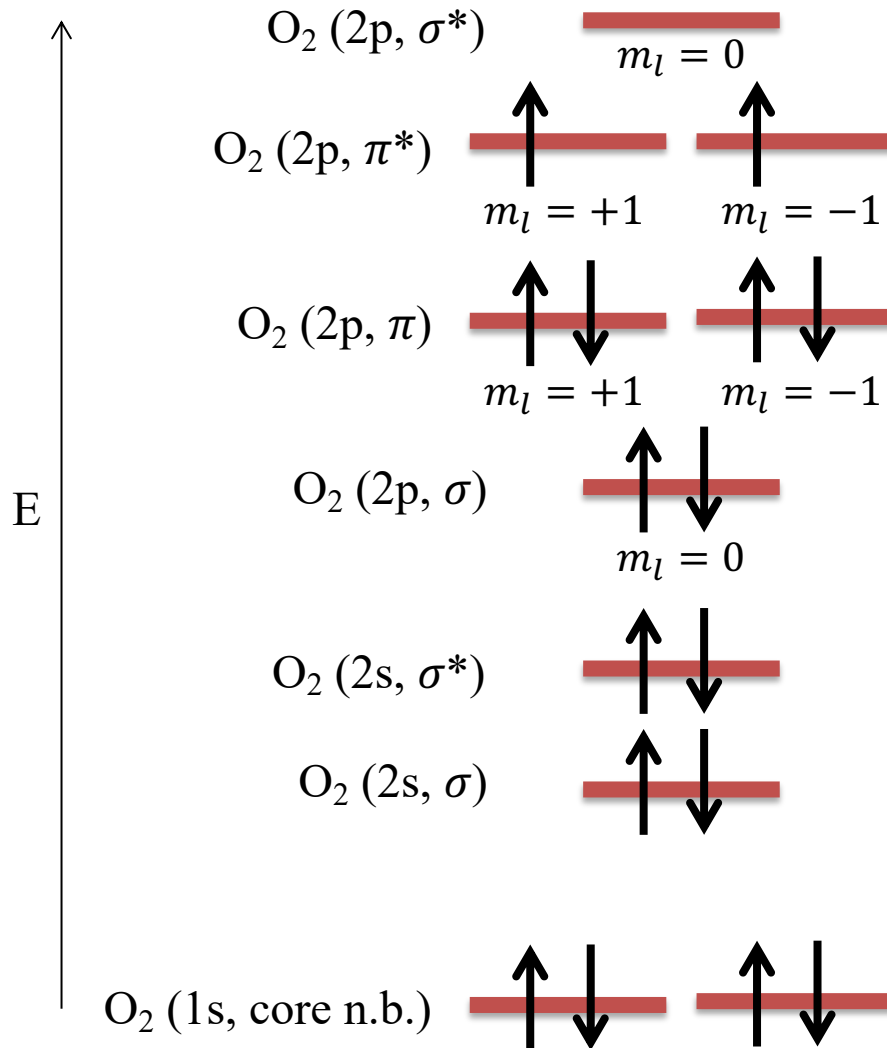 O₂ (2p, σ*)
m_l = 0
O₂ (2p, π*)
m_l = +1 m_l = −1
O₂ (2p, π)
m_l = +1 m_l = −1
O₂ (2p, σ)
E
m_l = 0
O₂ (2s, σ*)
O₂ (2s, σ)
O₂ (1s, core n.b.)